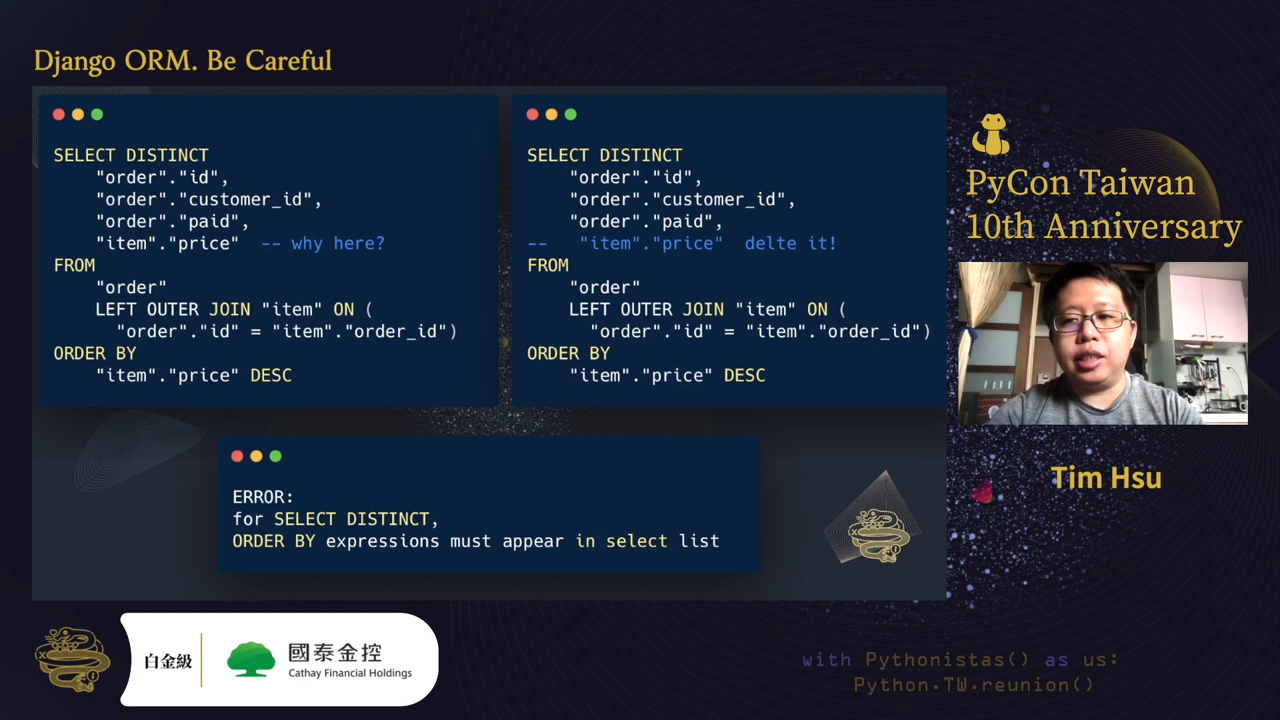 Django ORM. Be Careful
SELECT DISTINCT
"order"."id",
"order"."customer_id",
"order"."paid",
"item"."price"  -- why here?
FROM
"order"
LEFT OUTER JOIN "item" ON (
"order"."id" = "item"."order_id")
ORDER BY
"item"."price" DESC
SELECT DISTINCT
"order"."id",
"order"."customer_id",
"order"."paid",
--   "item"."price"  delte it!
FROM
"order"
LEFT OUTER JOIN "item" ON (
"order"."id" = "item"."order_id")
ORDER BY
"item"."price" DESC
ERROR:
for SELECT DISTINCT,
ORDER BY expressions must appear in select list
PyCon Taiwan
10th Anniversary
Tim Hsu
白金級
國泰金控
Cathay Financial Holdings
with Pythonistas() as us:
Python.TW.reunion()